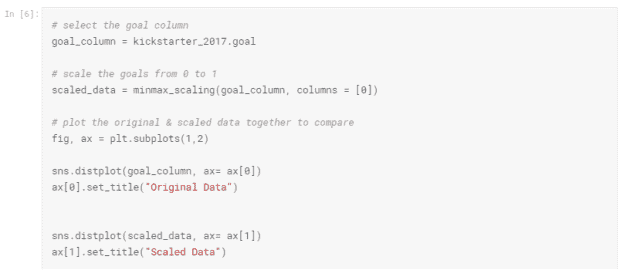 In [6]:
# select the goal column
goal_column = kickstarter_2017.goal
# scale the goals from 0 to 1
scaled_data = minmax_scaling(goal_column, columns = [0])
# plot the original & scaled data together to compare
fig, ax = plt.subplots(1,2)
sns.distplot(goal_column, ax= ax[0])
ax[0].set_title("Original Data")
sns.distplot(scaled_data, ax= ax[1])
ax[1].set_title("Scaled Data")